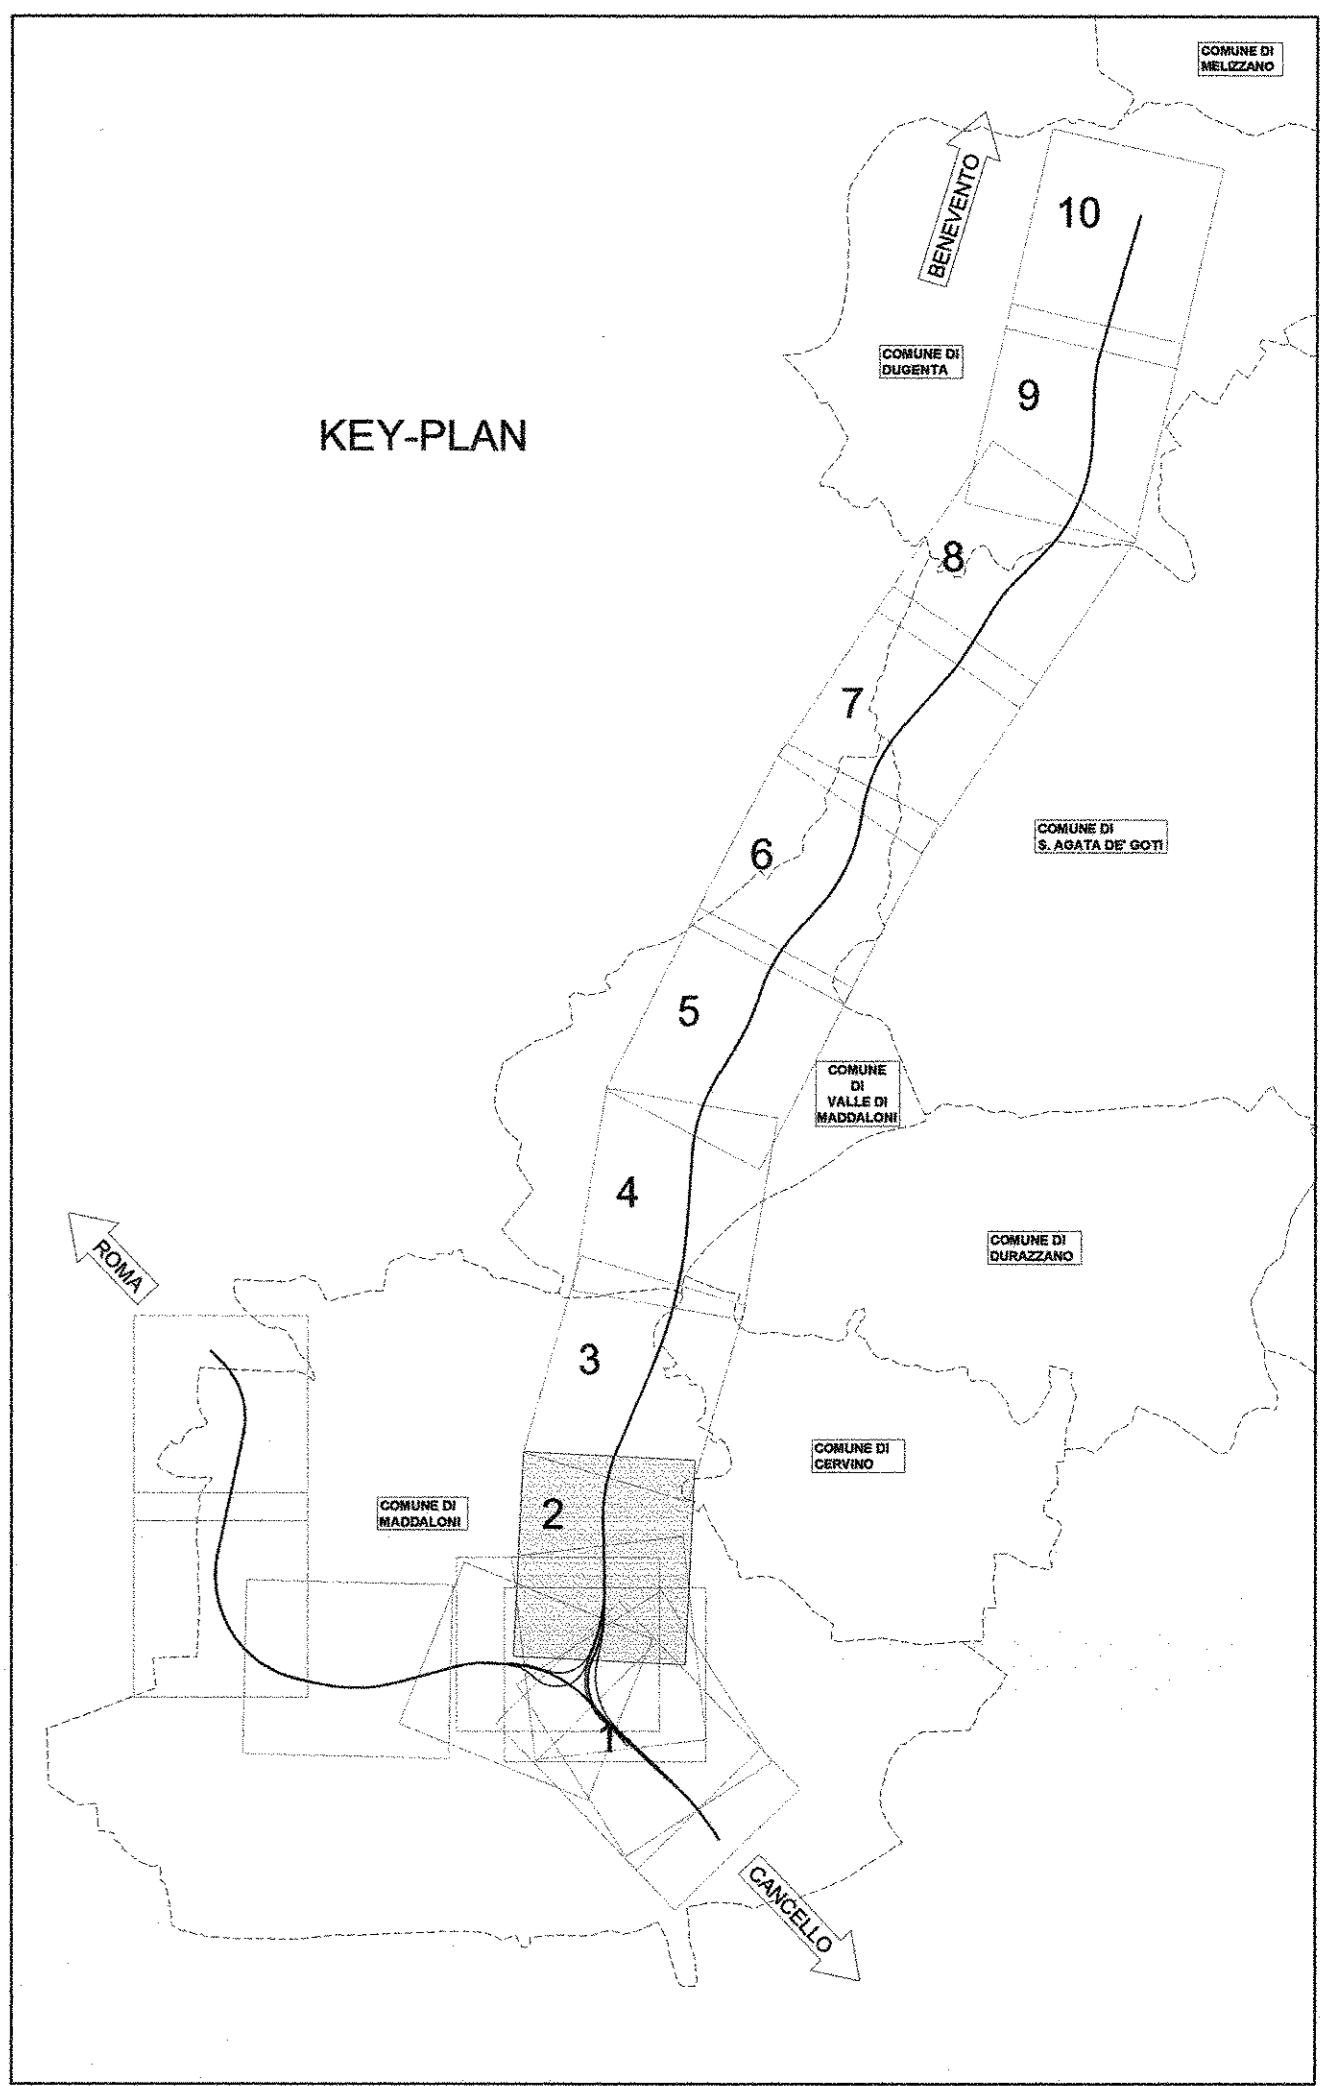 COMUNE DI
MELIZZANO
BENEVENTO
10
COMUNE DI
DUGENTA
9
KEY-PLAN
8
7
COMUNE DI
S. AGATA DE' GOTI
6
5
COMUNE
DI
VALLE DI
MADDALONI
4
ROMA
COMUNE DI
DURAZZANO
3
COMUNE DI
CERVINO
COMUNE DI
MADDALONI
2
1
CANCELLO